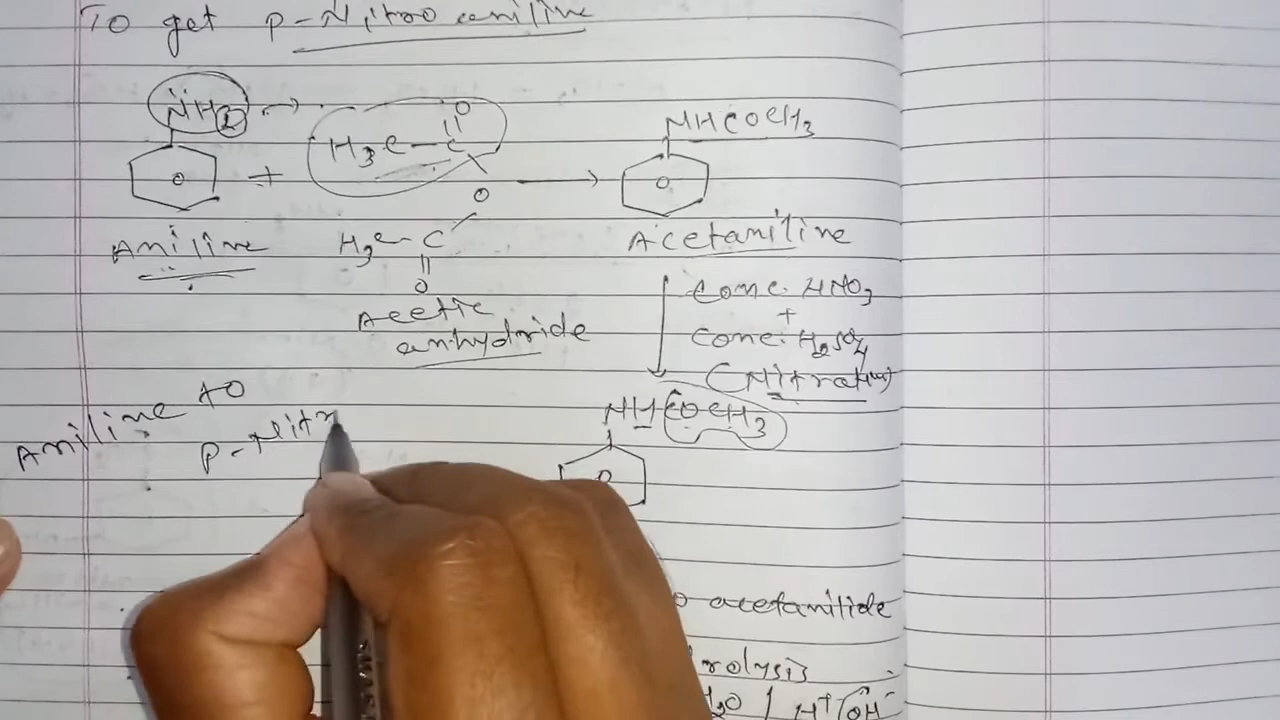 To get p-Nitro aniline
NH2
O
H3C-C
NHCOCH3
+
O
Aniline
H3C-C
O
Acetic
anhydride
Acetaniline
Conc. HNO3
+
Conc. H2SO4
(Nitration)
NHCOCH3
Aniline to
p-Nitr
o acetanilide
rolysis
H2O / H+/OH-